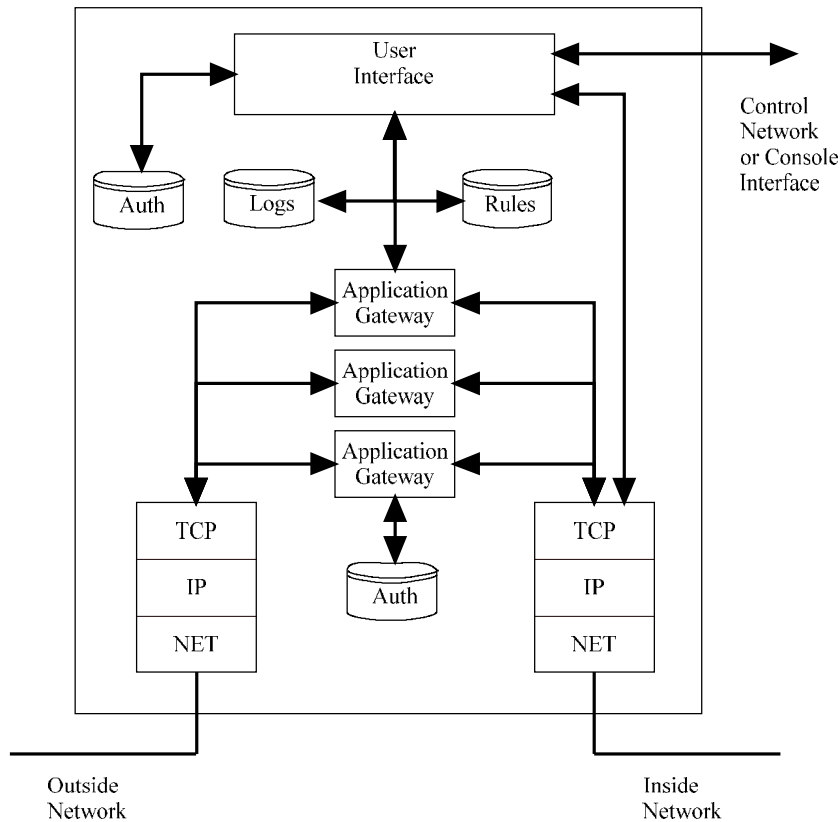 User
Interface
Control
Network
or Console
Interface
Auth
Logs
Rules
Application
Gateway
Application
Gateway
Application
Gateway
TCP
IP
NET
Auth
TCP
IP
NET
Outside
Network
Inside
Network